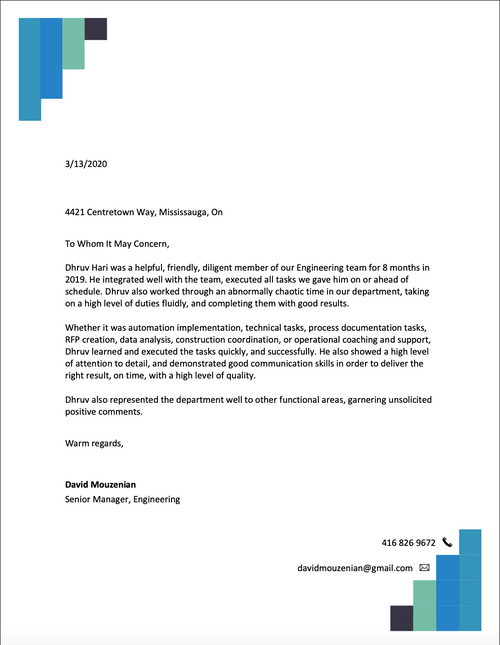 3/13/2020
4421 Centretown Way, Mississauga, On
To Whom It May Concern,
Dhruv Hari was a helpful, friendly, diligent member of our Engineering team for 8 months in
2019. He integrated well with the team, executed all tasks we gave him on or ahead of
schedule. Dhruv also worked through an abnormally chaotic time in our department, taking
on a high level of duties fluidly, and completing them with good results.
Whether it was automation implementation, technical tasks, process documentation tasks,
RFP creation, data analysis, construction coordination, or operational coaching and support,
Dhruv learned and executed the tasks quickly, and successfully. He also showed a high level
of attention to detail, and demonstrated good communication skills in order to deliver the
right result, on time, with a high level of quality.
Dhruv also represented the department well to other functional areas, garnering unsolicited
positive comments.
Warm regards,
David Mouzenian
Senior Manager, Engineering
416 826 9672
davidmouzenian@gmail.com